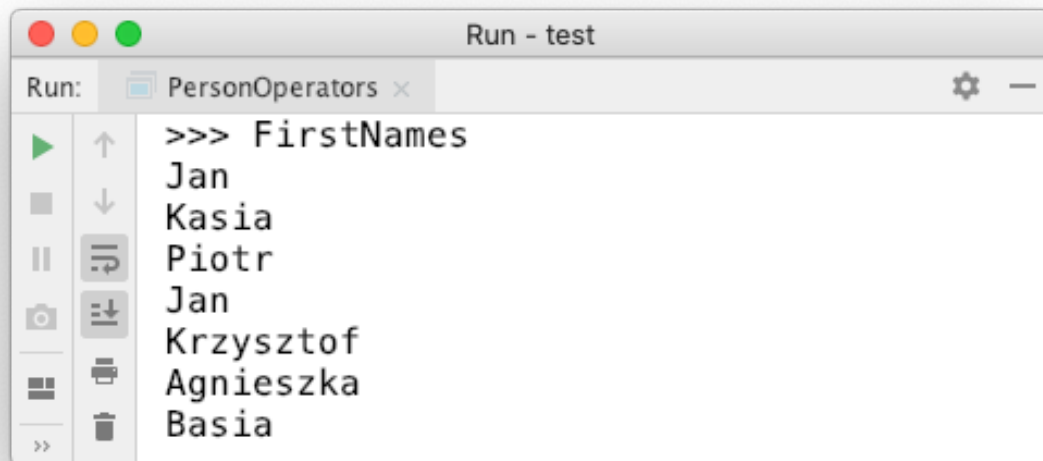 Run - test
Run: PersonOperators ×
>>> FirstNames
Jan
Kasia
Piotr
Jan
Krzysztof
Agnieszka
Basia